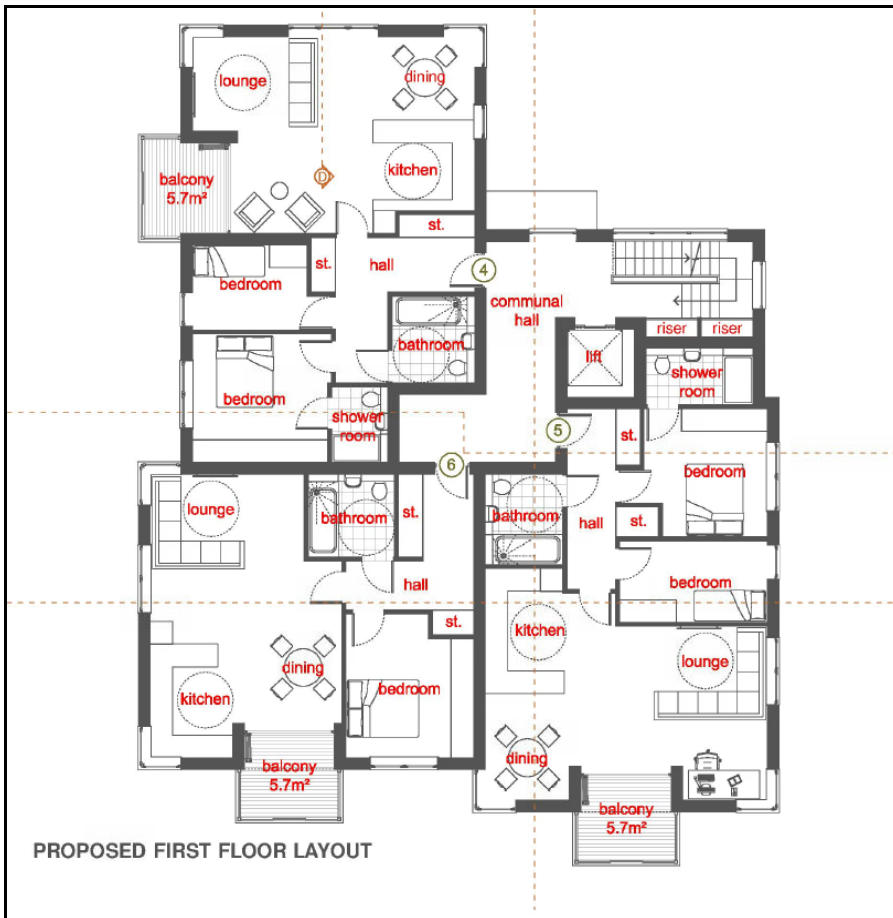 lounge
dining
kitchen
balcony
5.7m²
D
st.
st.
hall
4
bedroom
communal
hall
riser
riser
bathroom
lift
shower
room
bedroom
shower
room
5
st.
6
bedroom
lounge
bathroom
st.
bathroom
hall
st.
hall
bedroom
st.
kitchen
lounge
dining
bedroom
kitchen
dining
balcony
5.7m²
balcony
5.7m²
PROPOSED FIRST FLOOR LAYOUT